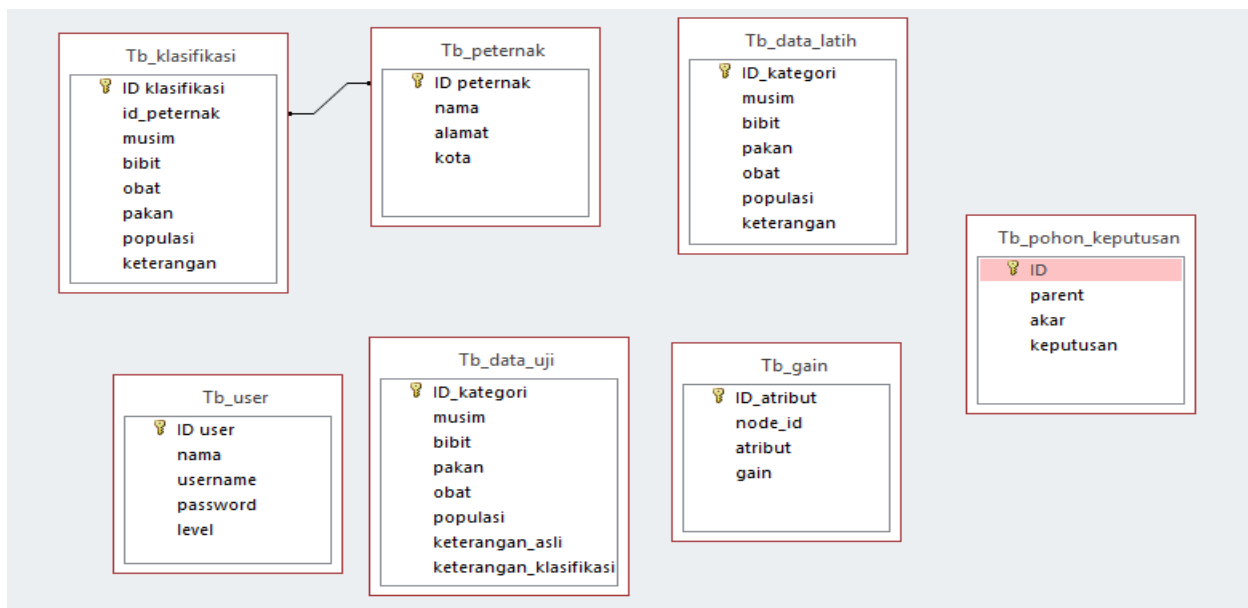 Tb_klasifikasi
ID klasifikasi
id_peternak
musim
bibit
obat
pakan
populasi
keterangan
Tb_peternak
ID peternak
nama
alamat
kota
Tb_data_latih
ID_kategori
musim
bibit
pakan
obat
populasi
keterangan
Tb_pohon_keputusan
ID
parent
akar
keputusan
Tb_user
ID user
nama
username
password
level
Tb_data_uji
ID_kategori
musim
bibit
pakan
obat
populasi
keterangan_asli
keterangan_klasifikasi
Tb_gain
ID_atribut
node_id
atribut
gain